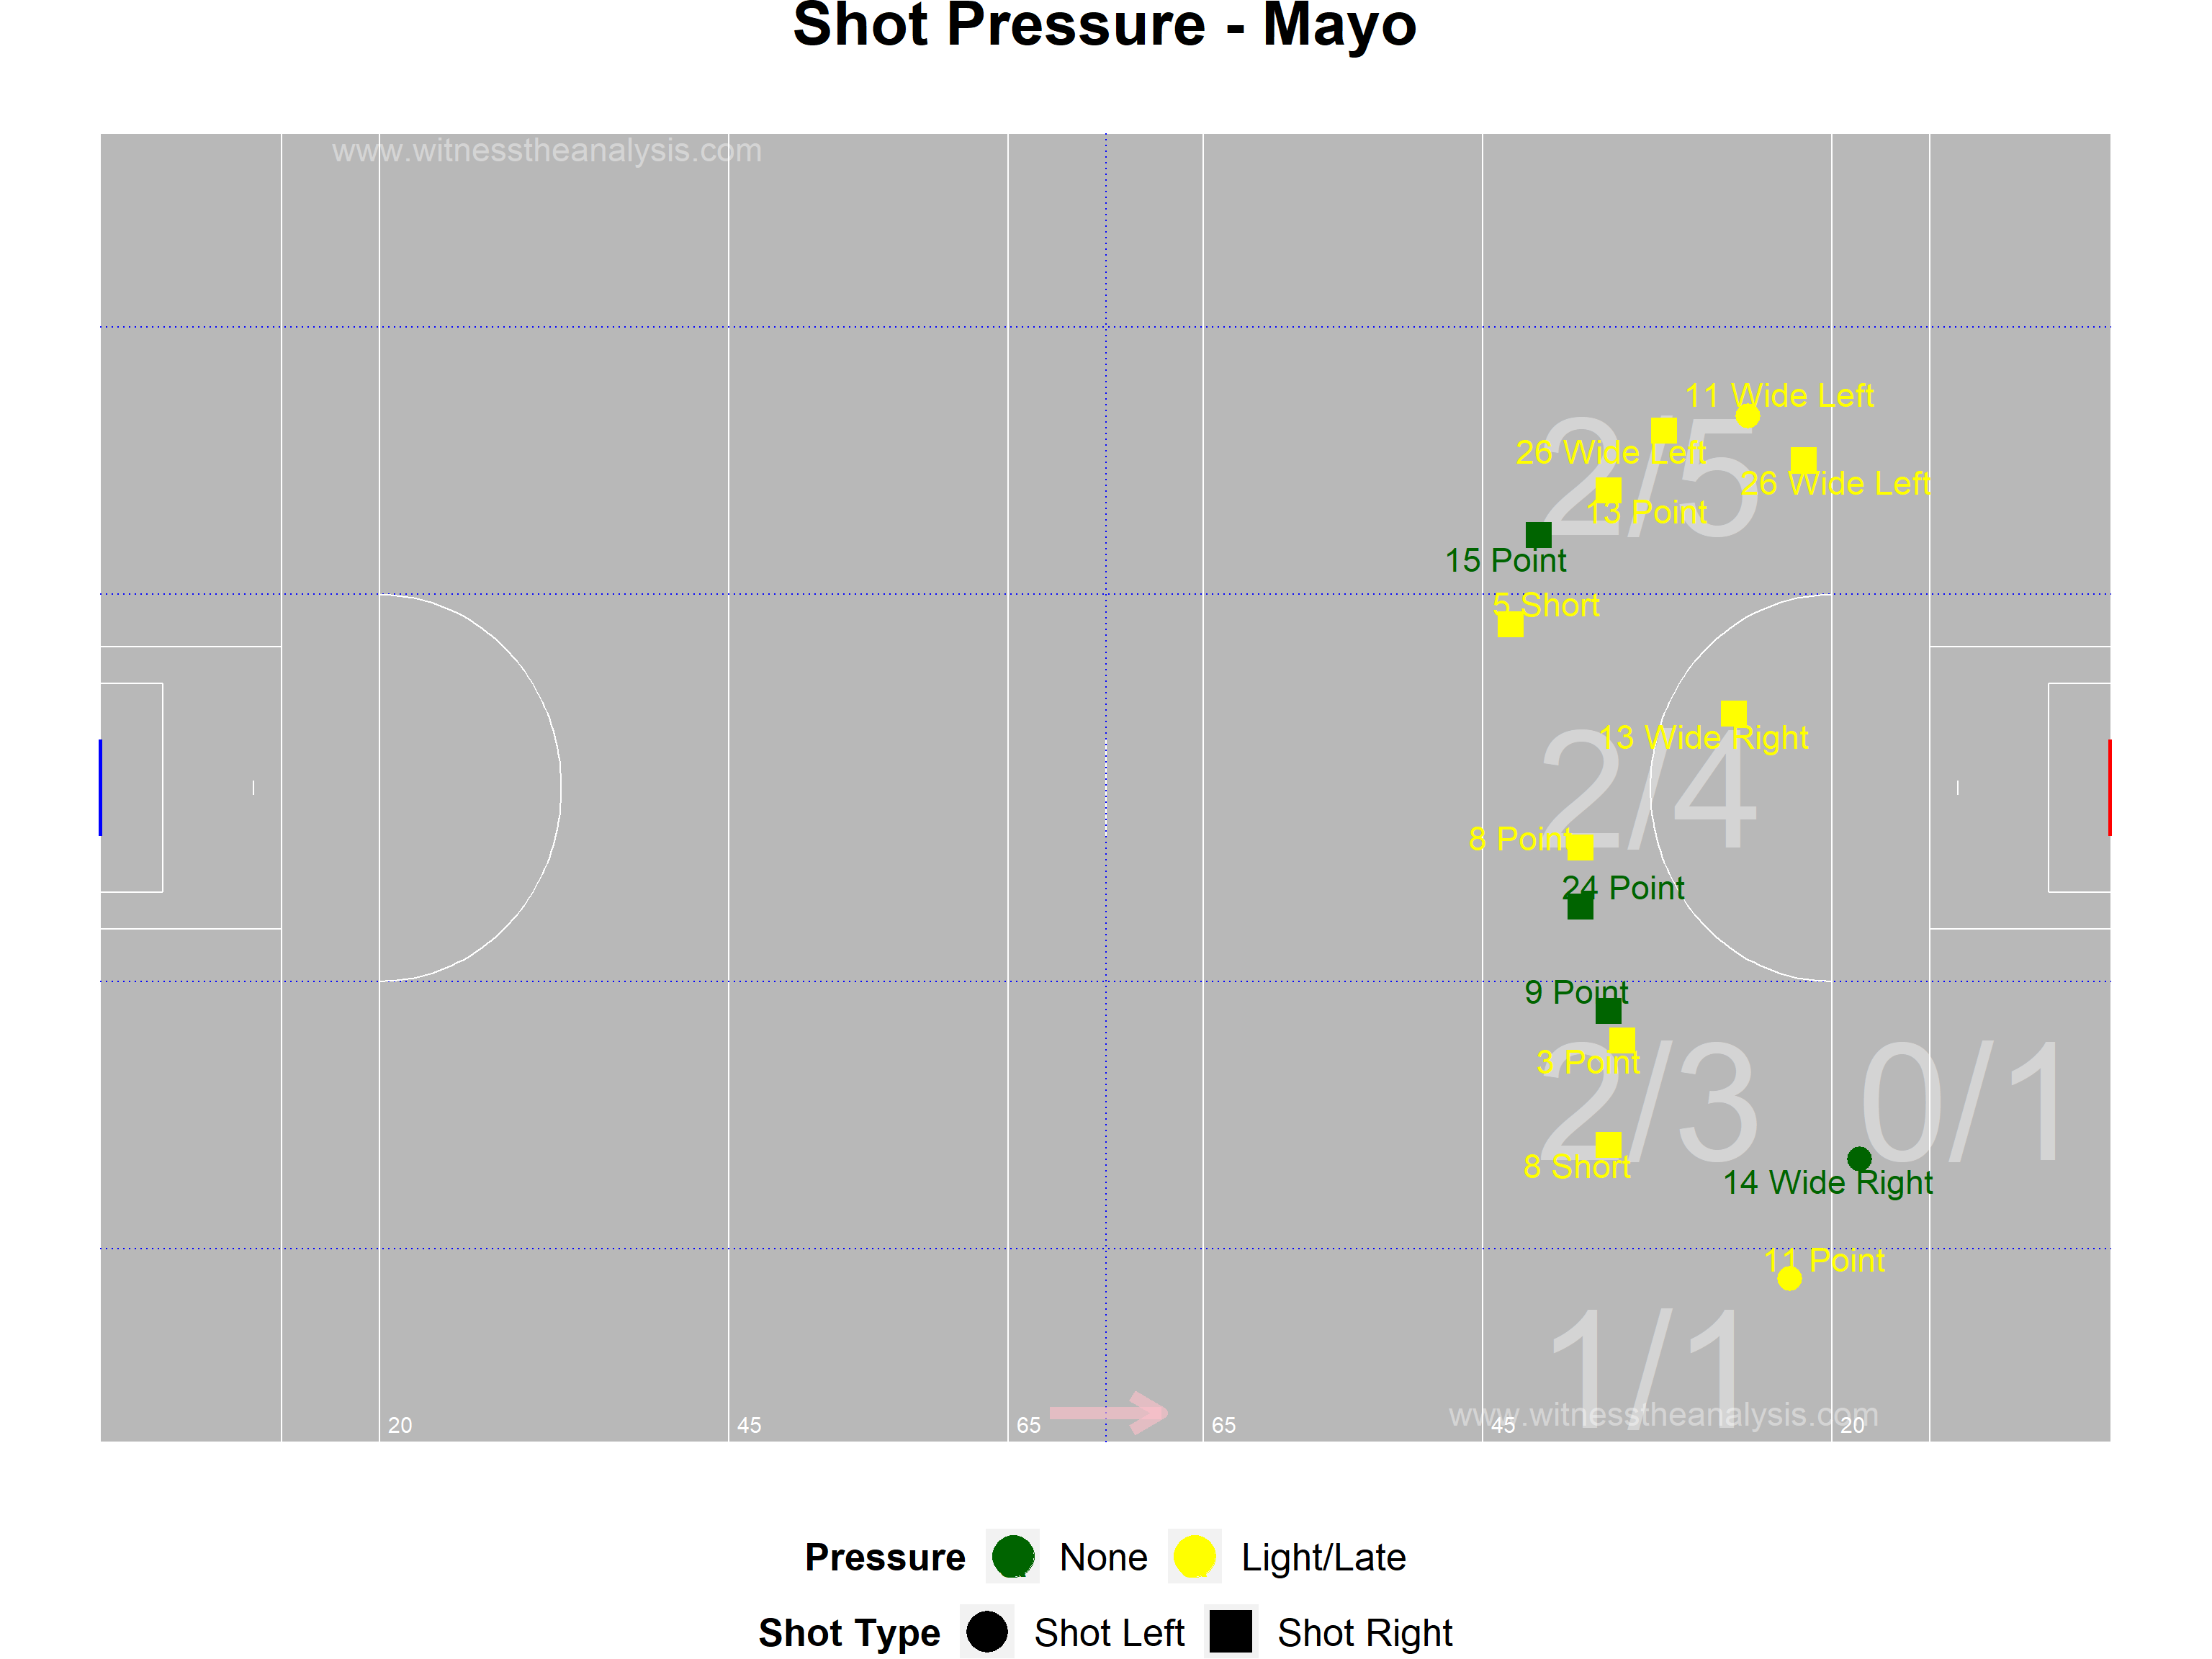 Shot Pressure - Mayo
www.witnesstheanalysis.com
11 Wide Left
26 Wide Left
2/5
26 Wide Left
13 Point
15 Point
5 Short
13 Wide Right
2/4
8 Point
24 Point
9 Point
3 Point
2/3
0/1
8 Short
14 Wide Right
11 Point
1/1
www.witnesstheanalysis.com
20
45
65
65
45
20
Pressure None Light/Late
Shot Type Shot Left Shot Right